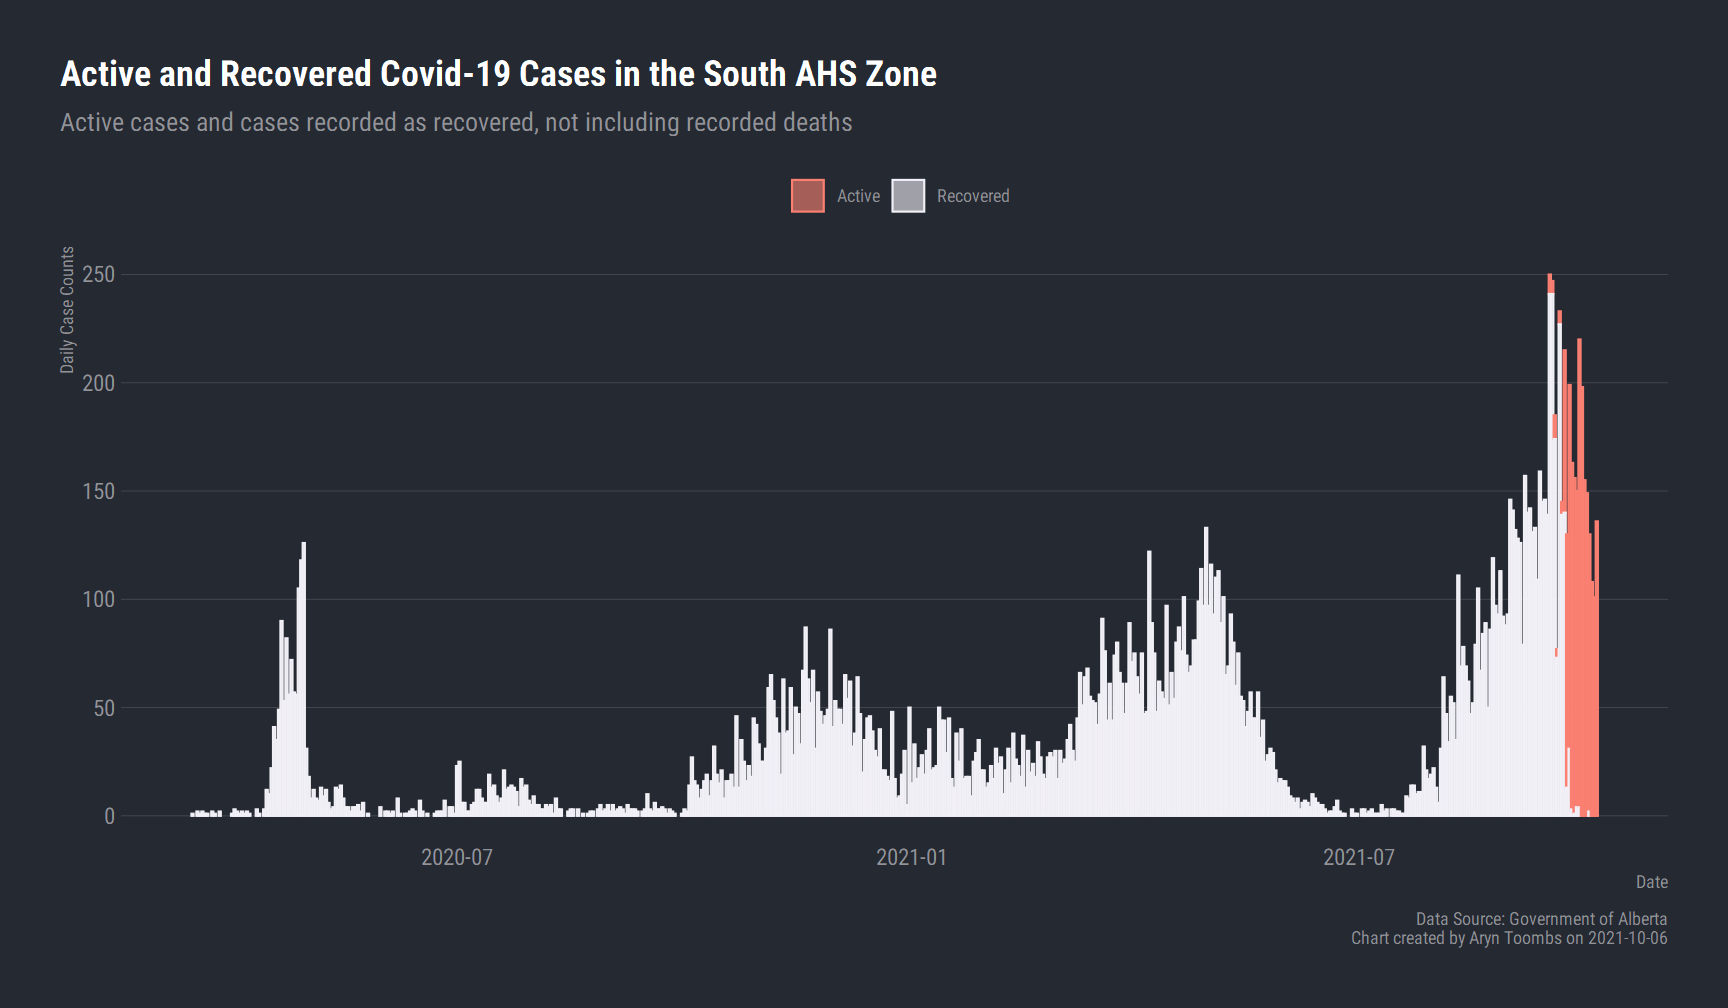 Active and Recovered Covid-19 Cases in the South AHS Zone
Active cases and cases recorded as recovered, not including recorded deaths
Active
Recovered
Daily Case Counts
250
200
150
100
50
0
2020-07
2021-01
2021-07
Date
Data Source: Government of Alberta
Chart created by Aryn Toombs on 2021-10-06